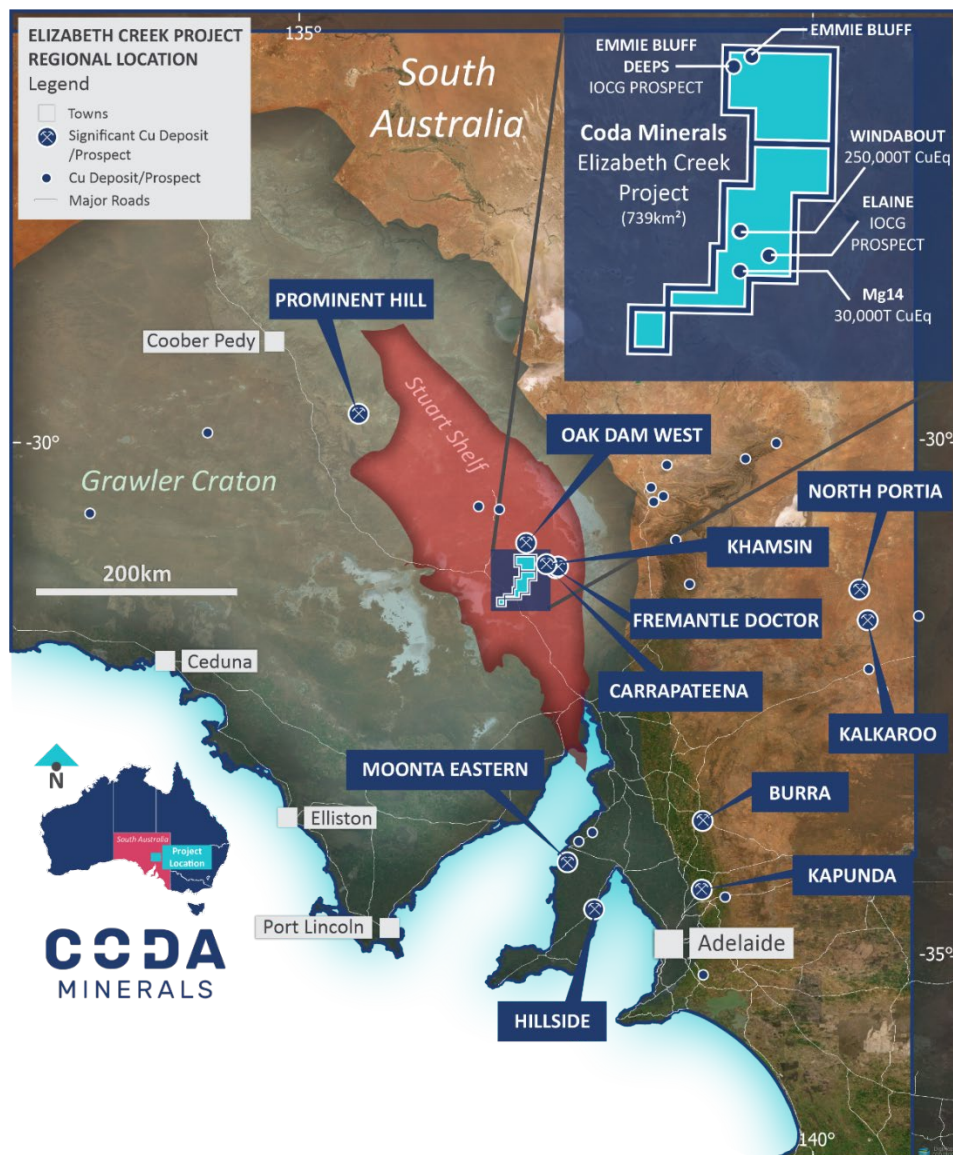 ELIZABETH CREEK PROJECT
REGIONAL LOCATION
Legend
Towns
Significant Cu Deposit
/Prospect
Cu Deposit/Prospect
Major Roads
135°
South
Australia
EMMIE BLUFF
EMMIE BLUFF
DEEPS
IOCG PROSPECT
Coda Minerals
Elizabeth Creek
Project
(739km²)
WINDABOUT
250,000T CuEq
ELAINE
IOCG
PROSPECT
Mg14
30,000T CuEq
PROMINENT HILL
Coober Pedy
Stuart Shelf
-30°
-30°
OAK DAM WEST
Grawler Craton
NORTH PORTIA
KHAMSIN
200km
FREMANTLE DOCTOR
Ceduna
CARRAPATEENA
KALKAROO
N
MOONTA EASTERN
BURRA
Elliston
South Australia
Project
Location
KAPUNDA
Port Lincoln
Adelaide
-35°
CODA
MINERALS
HILLSIDE
140°